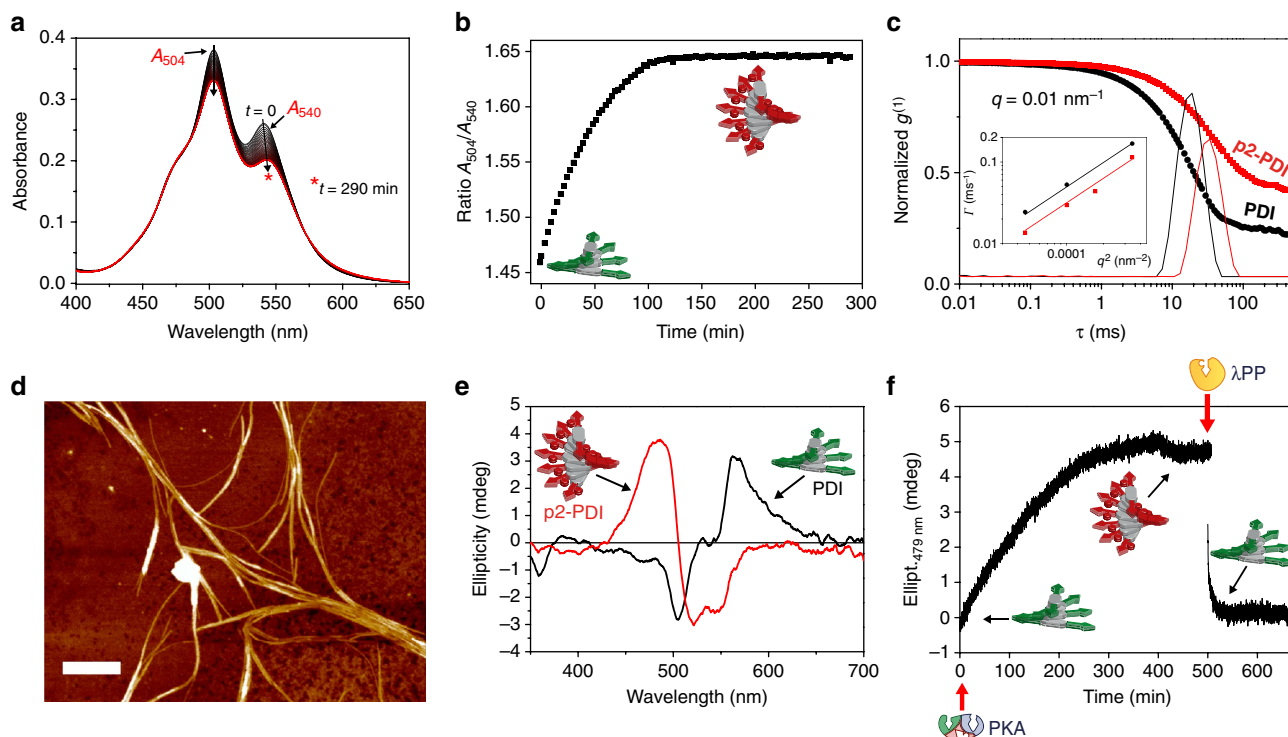 a
0.4
0.3
0.2
0.1
0.0
Absorbance
A504
t = 0
A540
*
*t = 290 min
400 450 500 550 600 650
Wavelength (nm)
b
1.65
1.60
1.55
1.50
1.45
Ratio A504/A540
0 50 100 150 200 250 300
Time (min)
c
1.0
0.5
0.0
Normalized g(1)
q = 0.01 nm−1
p2-PDI
PDI
0.2
0.1
0.01
Γ (ms−1)
0.0001
q2 (nm−2)
0.01 0.1 1 10 100
τ (ms)
d
e
5
4
3
2
1
0
−1
−2
−3
−4
Ellipticity (mdeg)
p2-PDI
PDI
400 500 600 700
Wavelength (nm)
f
λPP
6
5
4
3
2
1
0
−1
Ellipt.479 nm (mdeg)
0 100 200 300 400 500 600
Time (min)
PKA